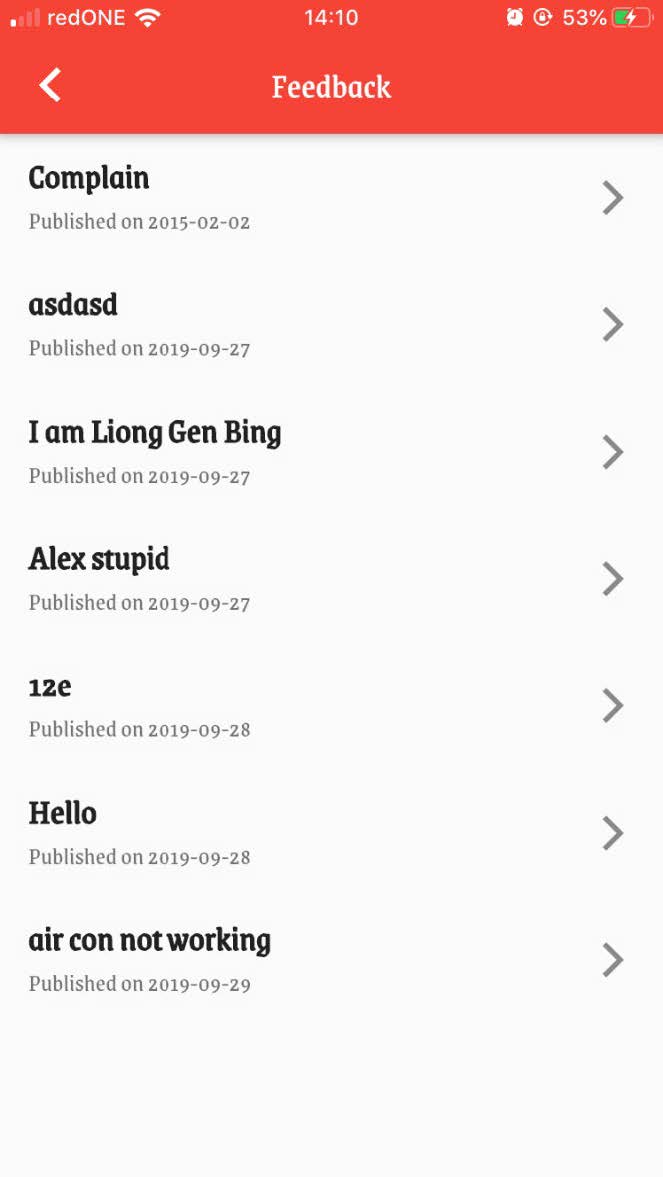 redONE 14:10 53%
Feedback
Complain
Published on 2015-02-02
asdasd
Published on 2019-09-27
I am Liong Gen Bing
Published on 2019-09-27
Alex stupid
Published on 2019-09-27
12e
Published on 2019-09-28
Hello
Published on 2019-09-28
air con not working
Published on 2019-09-29